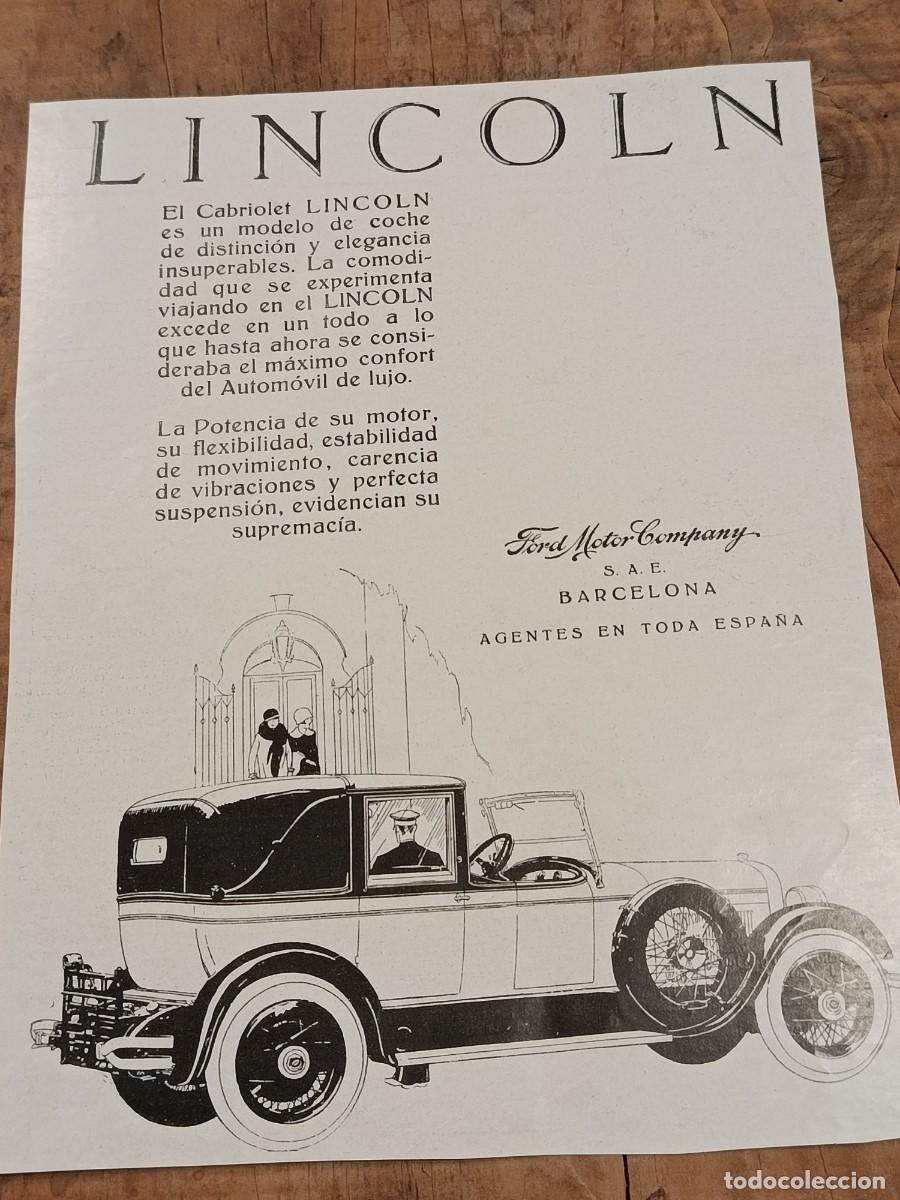 LINCOLN
El Cabriolet LINCOLN
es un modelo de coche
de distinción y elegancia
insuperables. La comodi-
dad que se experimenta
viajando en el LINCOLN
excede en un todo a lo
que hasta ahora se consi-
deraba el máximo confort
del Automóvil de lujo.
La Potencia de su motor,
su flexibilidad, estabilidad
de movimiento, carencia
de vibraciones y perfecta
suspensión, evidencian su
supremacía.
Ford Motor Company
S. A. E.
BARCELONA
AGENTES EN TODA ESPAÑA
todocoleccion